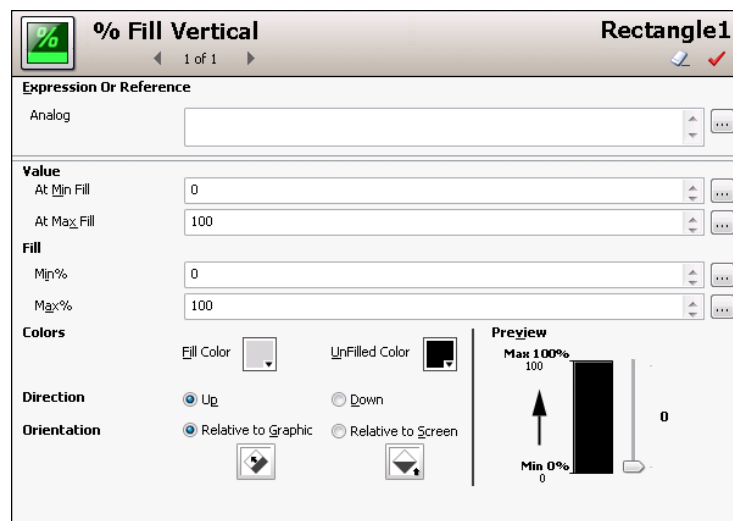 % Fill Vertical
Rectangle1
1 of 1
Expression Or Reference
Analog
...
Value
At Min Fill
0
...
At Max Fill
100
...
Fill
Min%
0
...
Max%
100
...
Colors
Fill Color
UnFilled Color
Preview
Max 100%
100
Direction
Up
Down
0
Orientation
Relative to Graphic
Relative to Screen
Min 0%
0